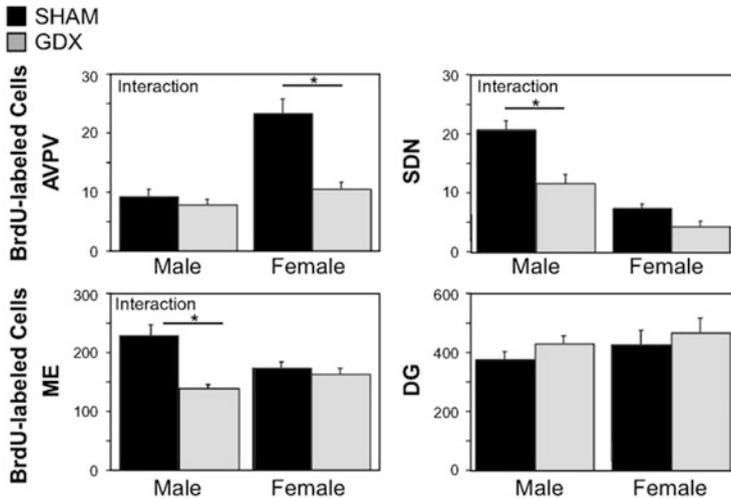 SHAM
GDX
BrdU-labeled Cells
AVPV
30
20
10
0
Interaction
*
Male
Female
SDN
30
20
10
0
Interaction
*
Male
Female
BrdU-labeled Cells
ME
300
200
100
0
Interaction
*
Male
Female
DG
600
400
200
0
Male
Female